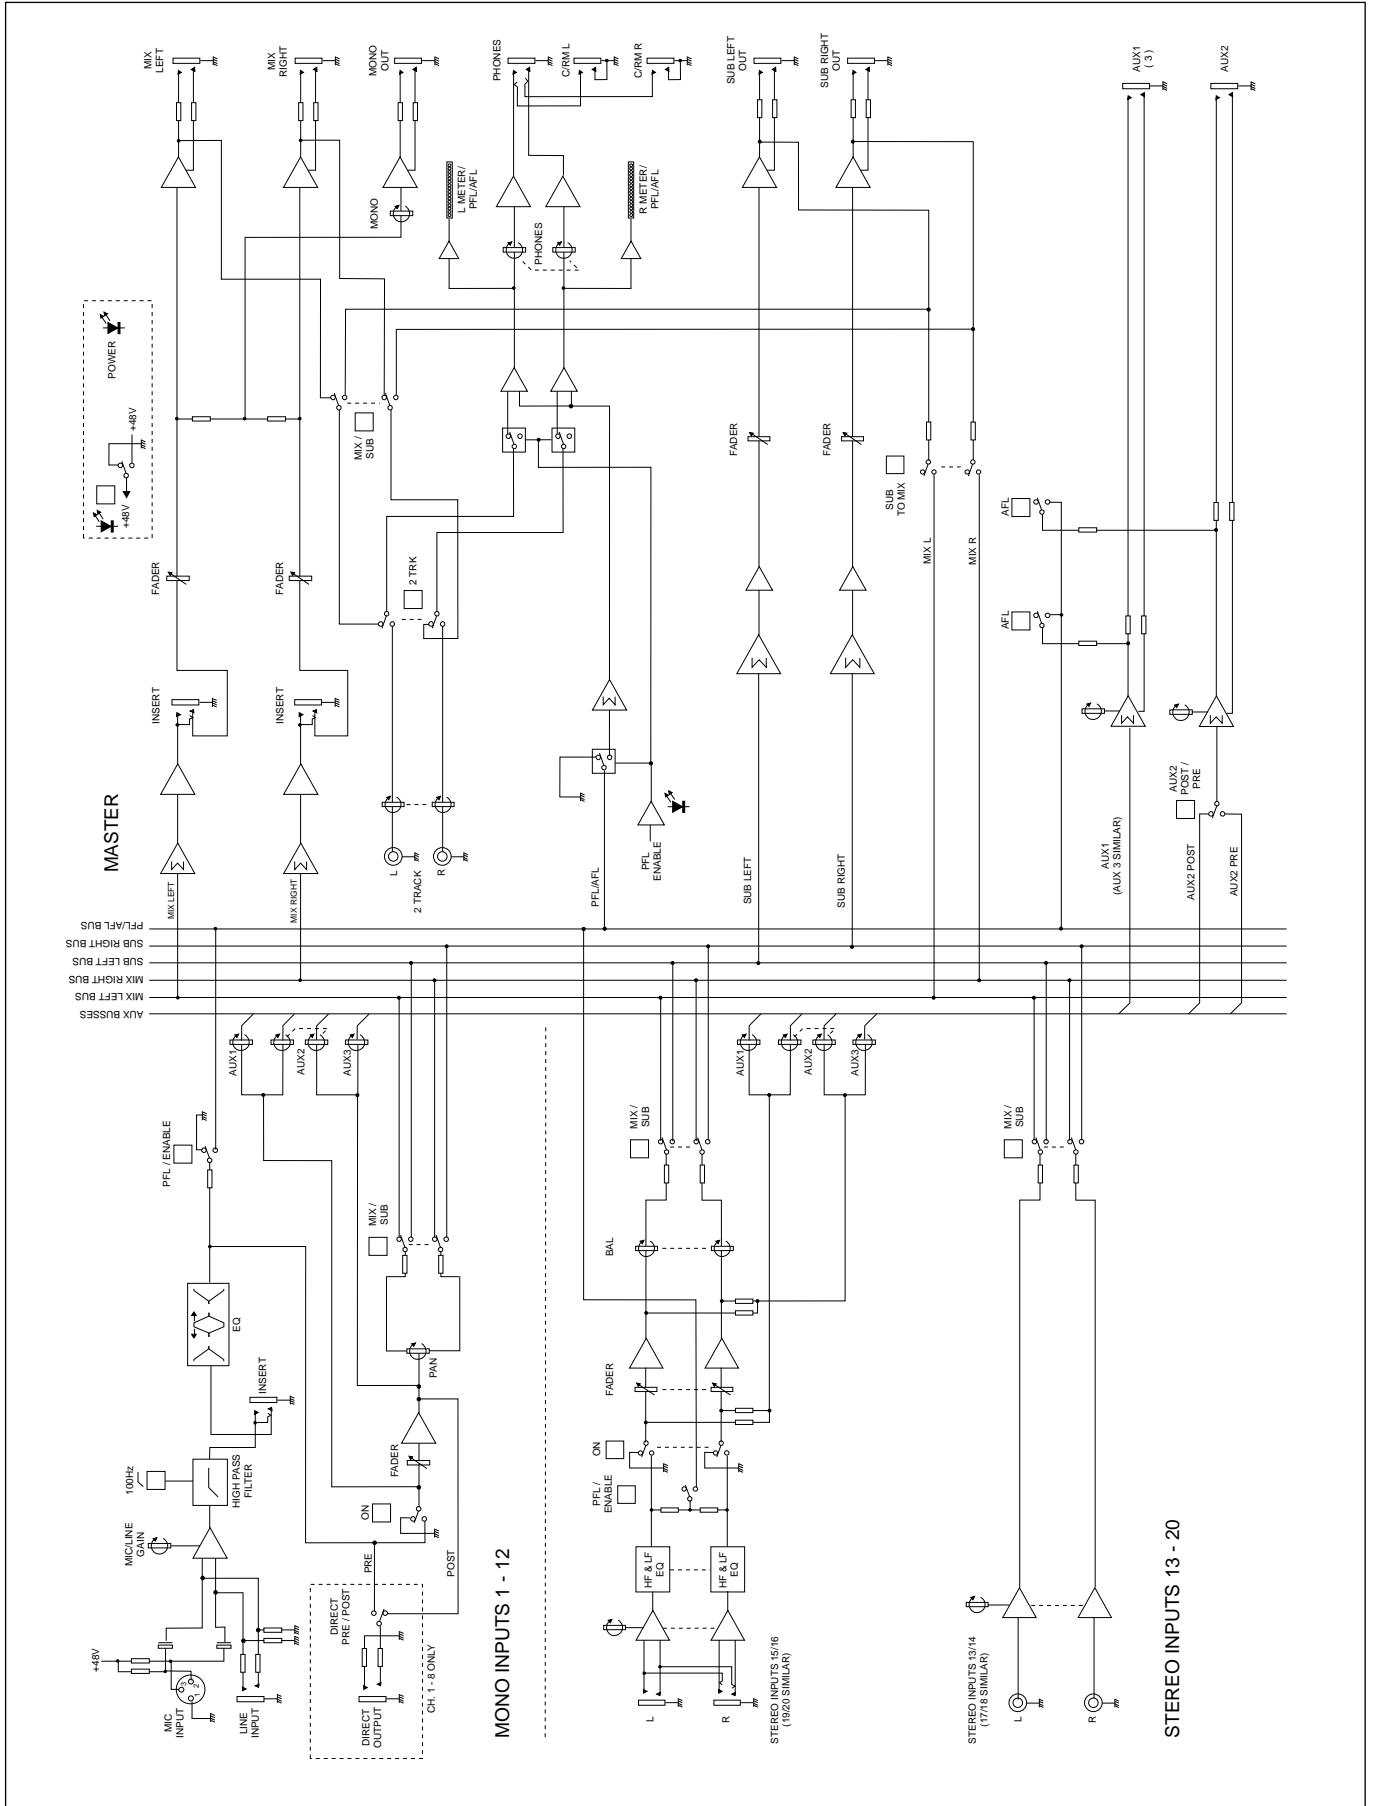 MIC
INPUT
+48V
LINE
INPUT
1
2
3
MIC/LINE
GAIN
100Hz
HIGH PASS
FILTER
INSERT
EQ
PFL / ENABLE
DIRECT
OUTPUT
DIRECT
PRE / POST
CH. 1 - 8 ONLY
PRE
POST
ON
FADER
PAN
MIX /
SUB
AUX1
AUX2
AUX3
MONO INPUTS 1 - 12
L
R
STEREO INPUTS 15/16
(19/20 SIMILAR)
HF & LF
EQ
HF & LF
EQ
PFL /
ENABLE
ON
FADER
BAL
MIX /
SUB
AUX1
AUX2
AUX3
STEREO INPUTS 13/14
(17/18 SIMILAR)
L
R
MIX /
SUB
STEREO INPUTS 13 - 20
AUX BUSSES
MIX LEFT BUS
MIX RIGHT BUS
SUB LEFT BUS
SUB RIGHT BUS
PFL/AFL BUS
MASTER
MIX LEFT
Σ
INSERT
FADER
MIX
LEFT
MIX RIGHT
Σ
INSERT
FADER
MIX
RIGHT
+48V
+48V
POWER
MONO
MONO
OUT
2 TRACK
L
R
2 TRK
MIX /
SUB
PFL/AFL
PFL
ENABLE
Σ
L METER/
PFL/AFL
PHONES
R METER/
PFL/AFL
PHONES
C/RM L
C/RM R
SUB LEFT
Σ
FADER
SUB LEFT
OUT
SUB RIGHT
Σ
FADER
SUB RIGHT
OUT
SUB
TO MIX
MIX L
MIX R
AUX1
(AUX 3 SIMILAR)
Σ
AFL
AFL
AUX1
( 3 )
AUX2 POST
AUX2 PRE
AUX2
POST /
PRE
Σ
AUX2